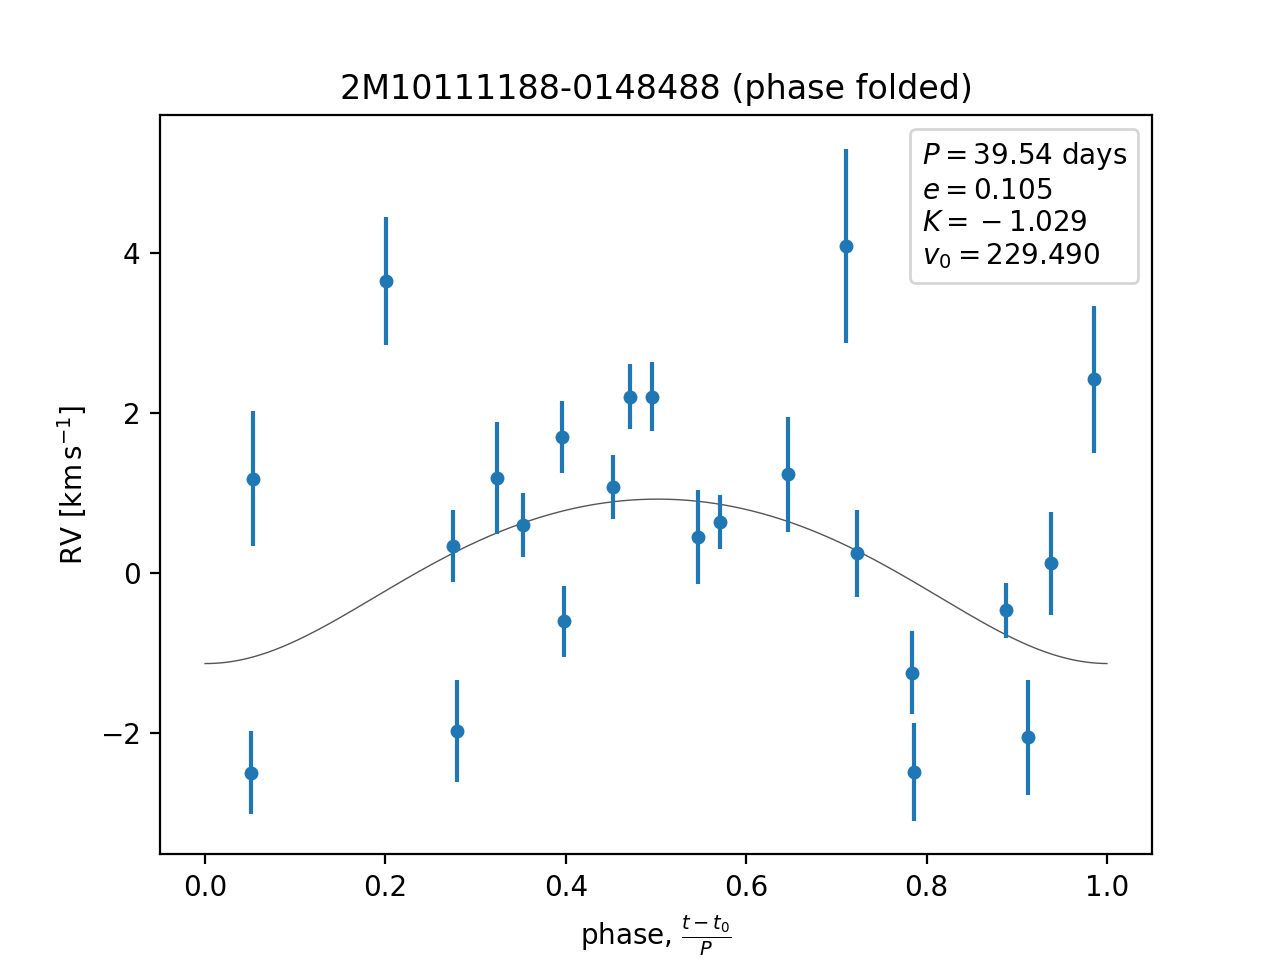 2M10111188-0148488 (phase folded)
P = 39.54 days
e = 0.105
K = −1.029
v₀ = 229.490
RV [km s⁻¹]
4
2
0
−2
0.0 0.2 0.4 0.6 0.8 1.0
phase, (t − t₀)/P